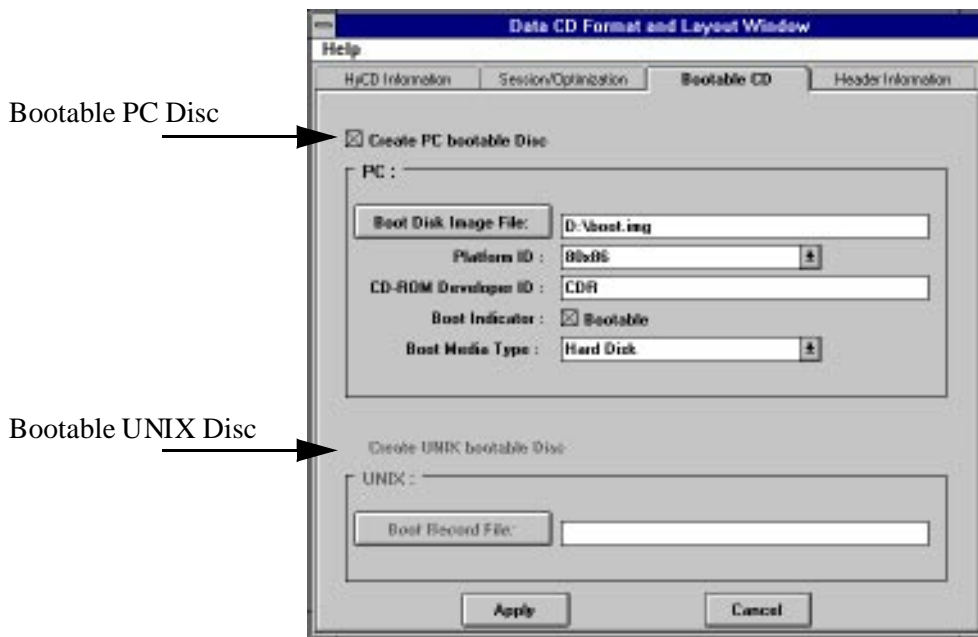 Data CD Format and Layout Window
Help
HyCD Information Session/Optimization Bootable CD Header Information
Bootable PC Disc
Create PC bootable Disc
PC :
Boot Disk Image File: D:\boot.img
Platform ID : 80x86
CD-ROM Developer ID : CDR
Boot Indicator : Bootable
Boot Media Type : Hard Disk
Bootable UNIX Disc
Create UNIX bootable Disc
UNIX :
Boot Record File:
Apply Cancel